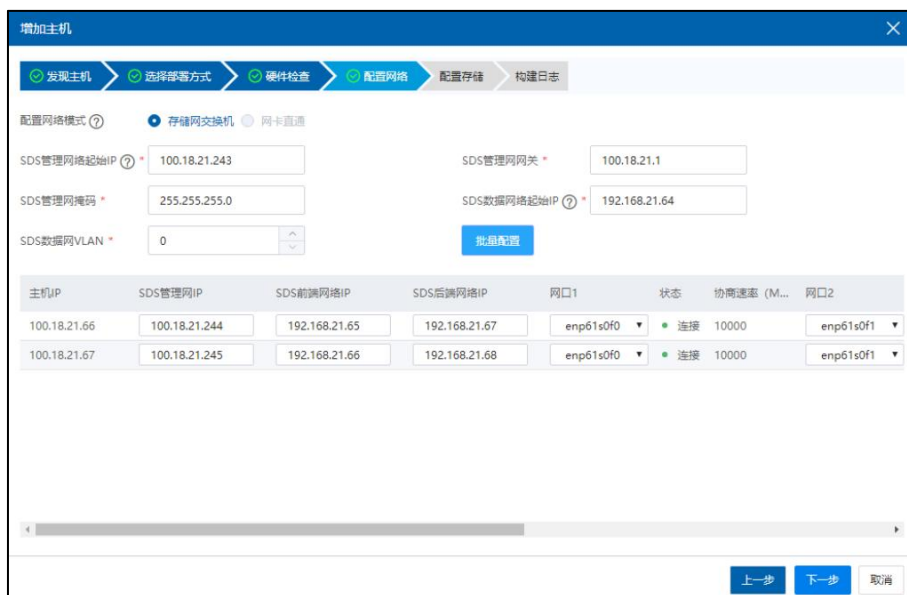 增加主机
发现主机 选择部署方式 硬件检查 配置网络 配置存储 构建日志
配置网络模式 ? 存储网交换机 网卡直通
SDS管理网络起始IP ? * 100.18.21.243 SDS管理网网关 * 100.18.21.1
SDS管理网掩码 * 255.255.255.0 SDS数据网络起始IP ? * 192.168.21.64
SDS数据网VLAN * 0 批量配置
主机IP SDS管理网IP SDS前端网络IP SDS后端网络IP 网口1 状态 协商速率（M... 网口2
100.18.21.66 100.18.21.244 192.168.21.65 192.168.21.67 enp61s0f0 连接 10000 enp61s0f1
100.18.21.67 100.18.21.245 192.168.21.66 192.168.21.68 enp61s0f0 连接 10000 enp61s0f1
上一步 下一步 取消